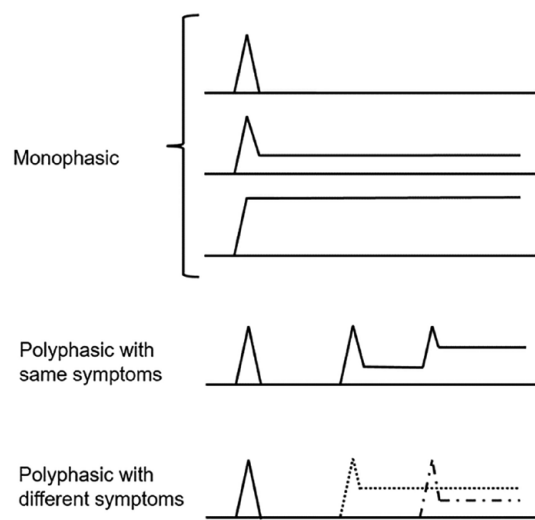 Monophasic
Polyphasic with
same symptoms
Polyphasic with
different symptoms